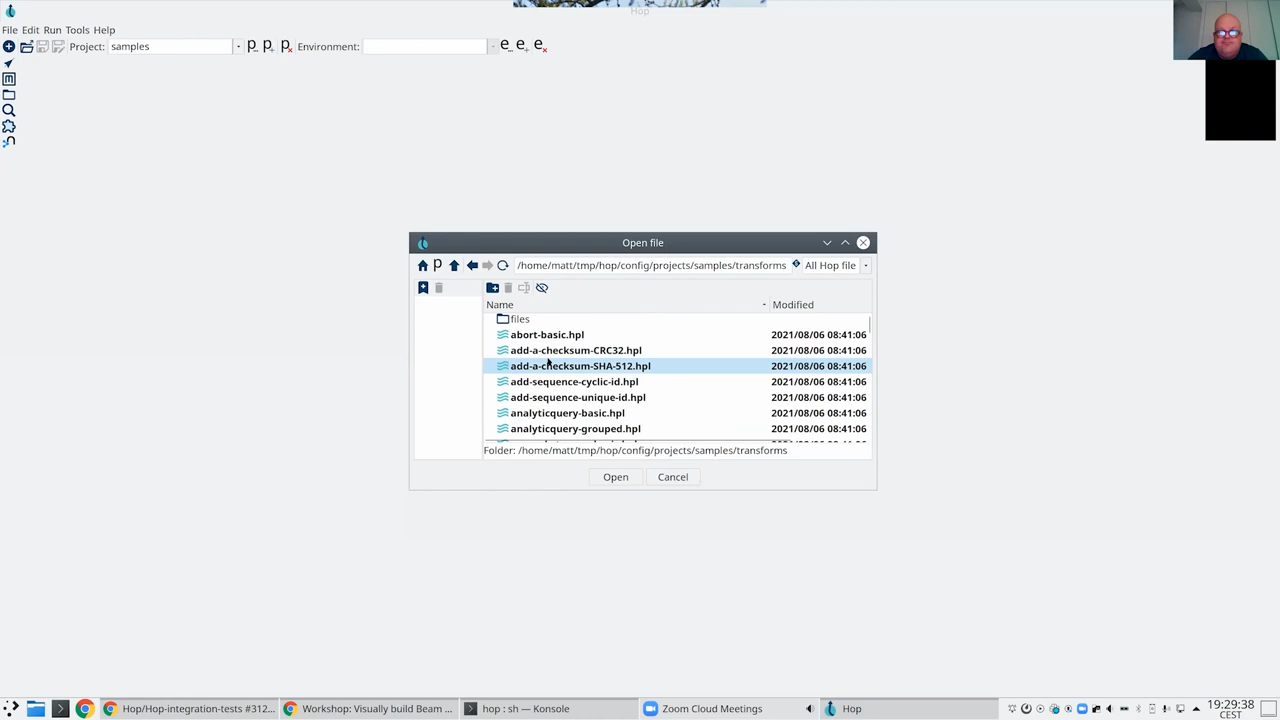 Hop
File Edit Run Tools Help
Project: samples Environment:
Open file
/home/matt/tmp/hop/config/projects/samples/transforms All Hop file
Name Modified
files
abort-basic.hpl 2021/08/06 08:41:06
add-a-checksum-CRC32.hpl 2021/08/06 08:41:06
add-a-checksum-SHA-512.hpl 2021/08/06 08:41:06
add-sequence-cyclic-id.hpl 2021/08/06 08:41:06
add-sequence-unique-id.hpl 2021/08/06 08:41:06
analyticquery-basic.hpl 2021/08/06 08:41:06
analyticquery-grouped.hpl 2021/08/06 08:41:06
Folder: /home/matt/tmp/hop/config/projects/samples/transforms
Open Cancel
Hop/Hop-integration-tests #312... Workshop: Visually build Beam ... hop : sh — Konsole Zoom Cloud Meetings Hop 19:29:38
CEST